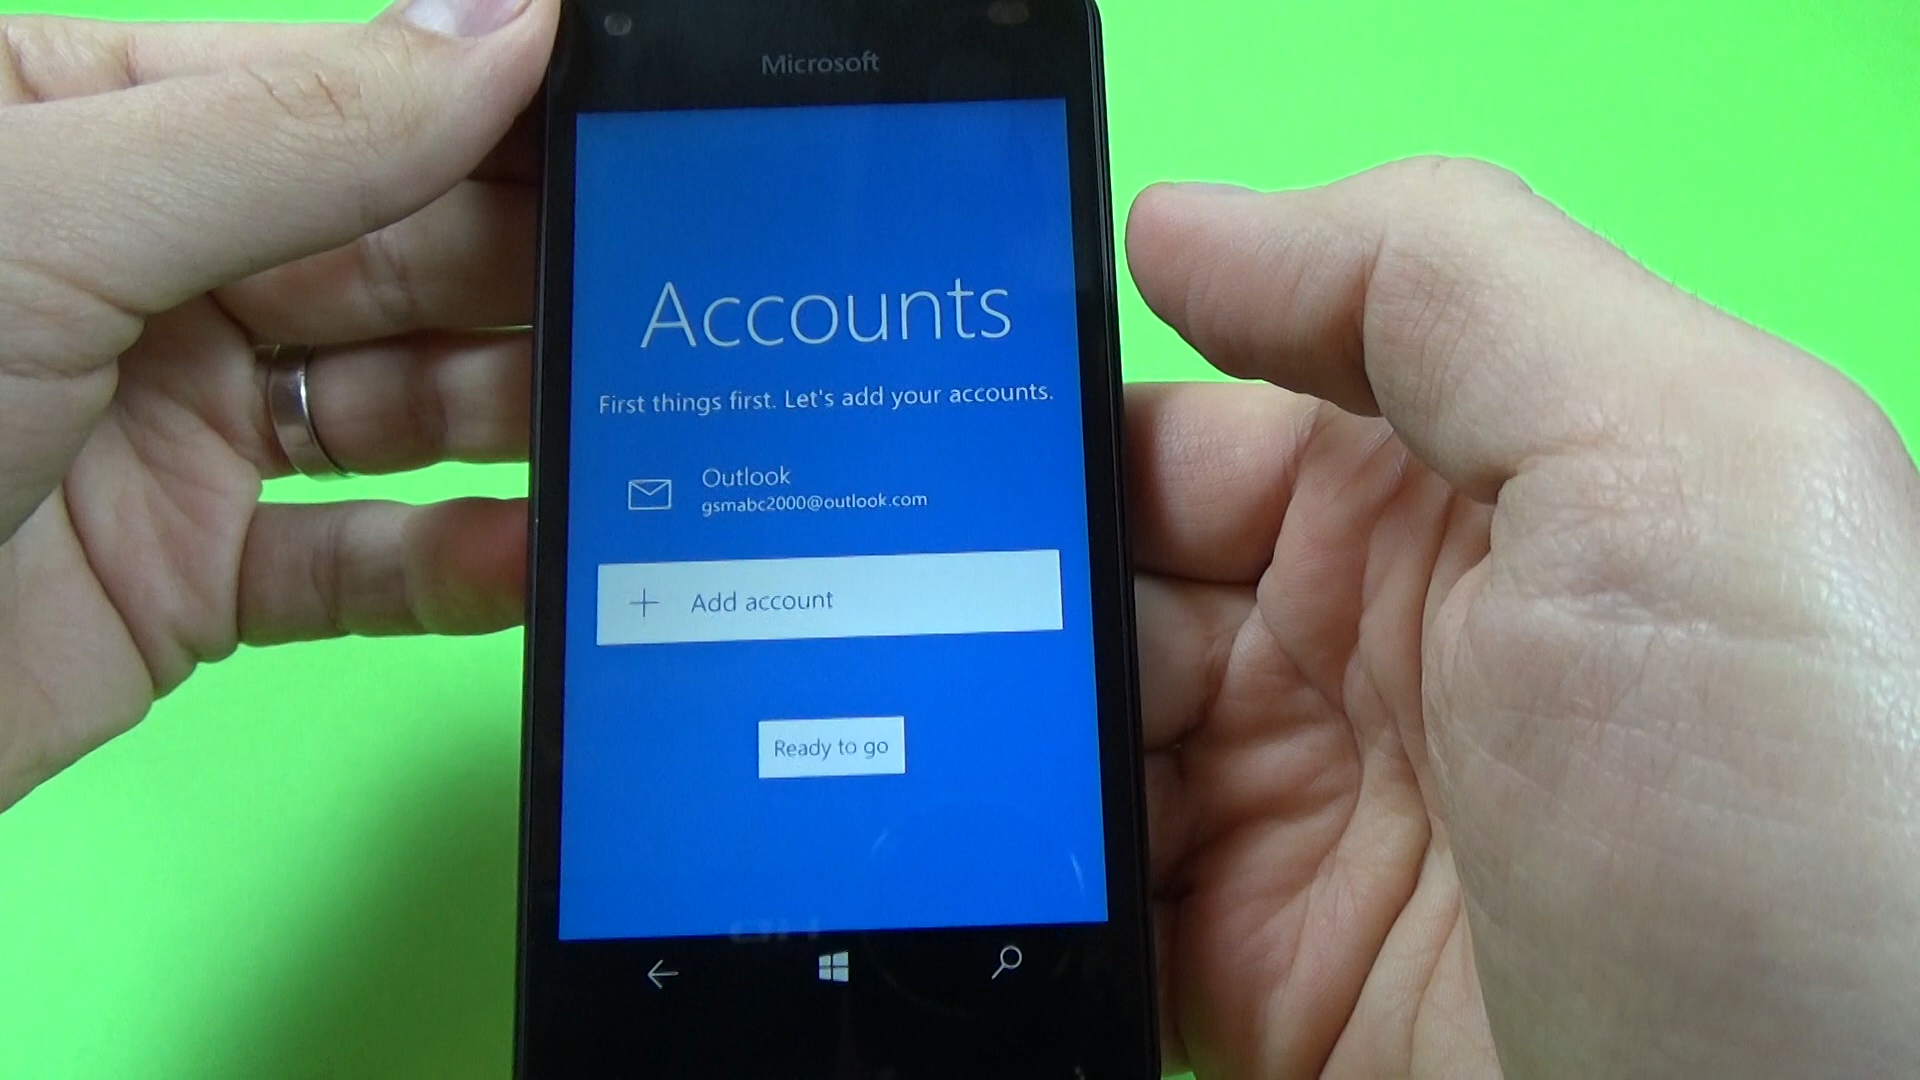 Microsoft
Accounts
First things first. Let's add your accounts.
Outlook
gsmabc2000@outlook.com
Add account
Ready to go